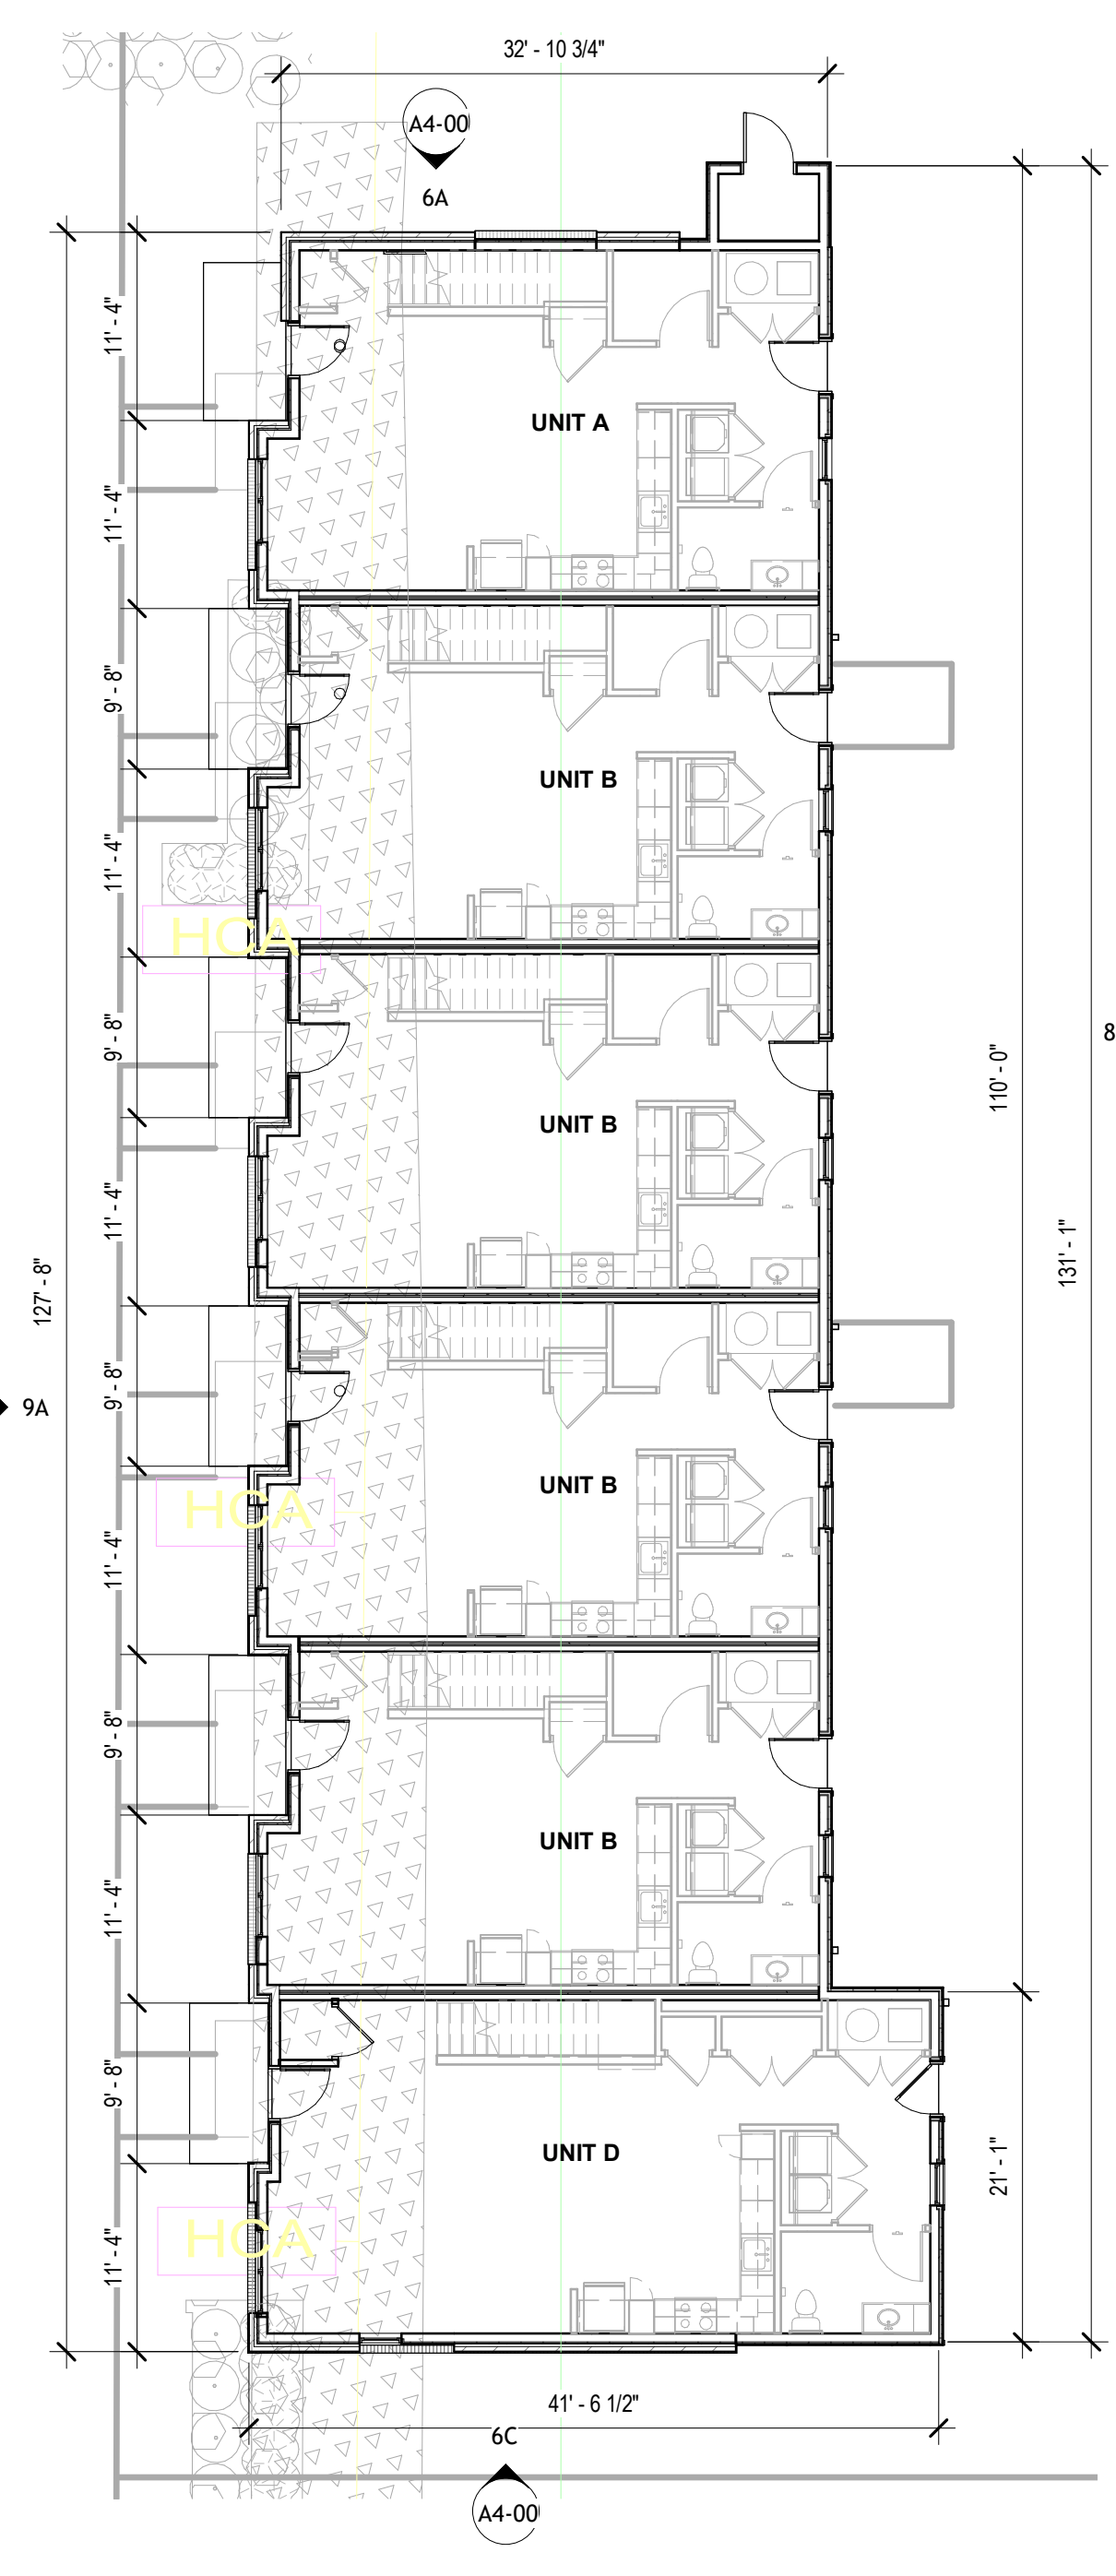 32' - 10 3/4"
A4-00
6A
11' - 4"
UNIT A
11' - 4"
9' - 8"
UNIT B
11' - 4"
HCA
9' - 8"
8
110' - 0"
UNIT B
11' - 4"
131' - 1"
127' - 8"
9' - 8"
9A
UNIT B
HCA
11' - 4"
9' - 8"
UNIT B
11' - 4"
9' - 8"
UNIT D
21' - 1"
HCA
11' - 4"
41' - 6 1/2"
6C
A4-00